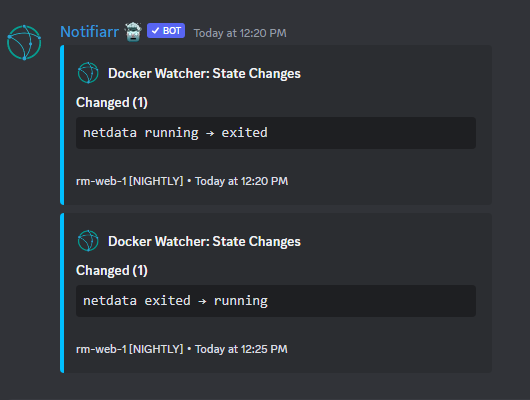 Notifiarr ✓ BOT Today at 12:20 PM
Docker Watcher: State Changes
Changed (1)
netdata running → exited
rm-web-1 [NIGHTLY] • Today at 12:20 PM
Docker Watcher: State Changes
Changed (1)
netdata exited → running
rm-web-1 [NIGHTLY] • Today at 12:25 PM